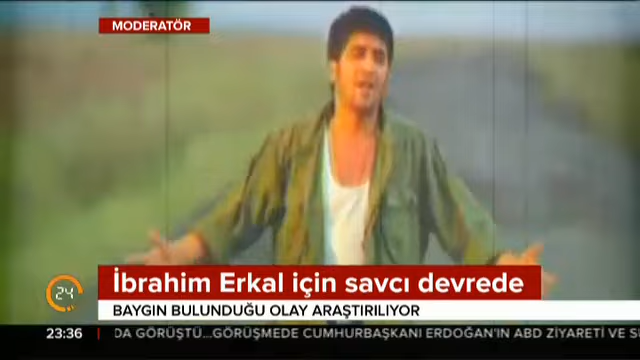 MODERATÖR
İbrahim Erkal için savcı devrede
BAYGIN BULUNDUĞU OLAY ARAŞTIRILIYOR
24
23:36 DA GÖRÜŞTÜ...GÖRÜŞMEDE CUMHURBAŞKANI ERDOĞAN'IN ABD ZİYARETİ VE S